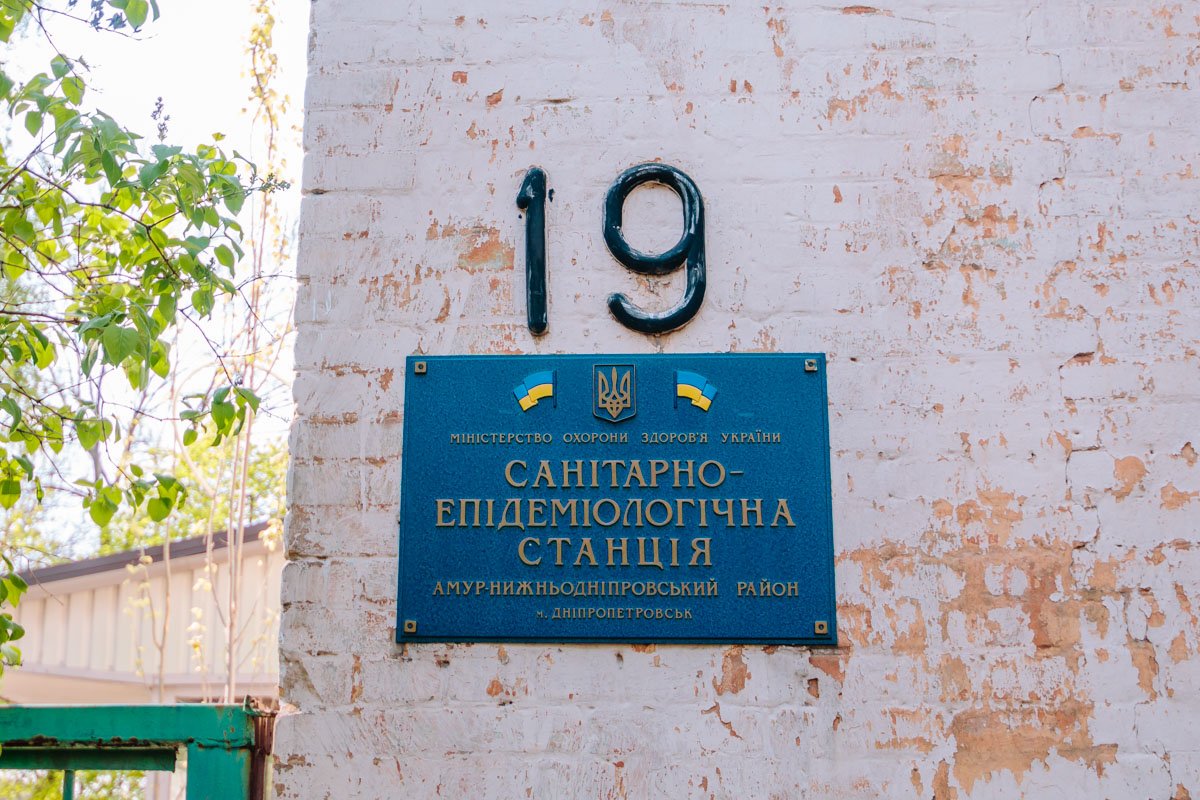 19
МІНІСТЕРСТВО ОХОРОНИ ЗДОРОВ'Я УКРАЇНИ
САНІТАРНО-
ЕПІДЕМІОЛОГІЧНА
СТАНЦІЯ
АМУР-НИЖНЬОДНІПРОВСЬКИЙ РАЙОН
м. ДНІПРОПЕТРОВСЬК